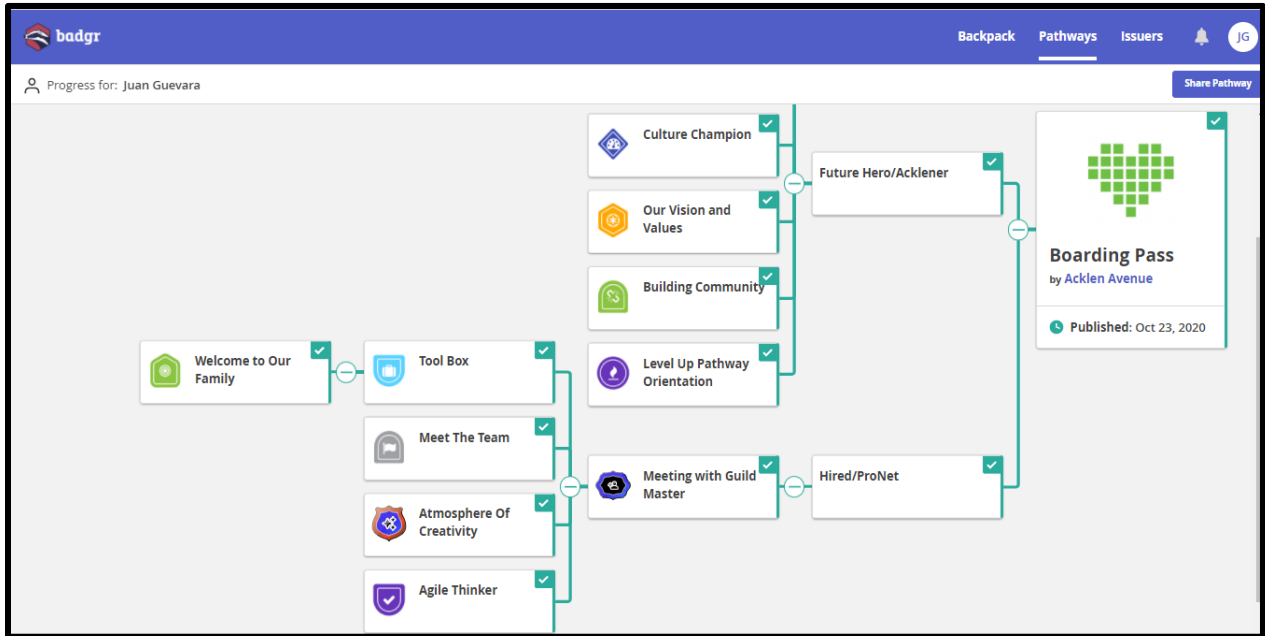 badgr
Backpack
Pathways
Issuers
JG
Progress for: Juan Guevara
Share Pathway
Culture Champion
Our Vision and
Values
Building Community
Level Up Pathway
Orientation
Future Hero/Acklener
Boarding Pass
by Acklen Avenue
Published: Oct 23, 2020
Welcome to Our
Family
Tool Box
Meet The Team
Atmosphere Of
Creativity
Agile Thinker
Meeting with Guild
Master
Hired/ProNet